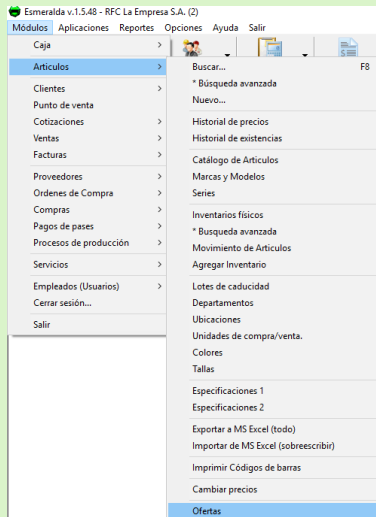 Esmeralda v.1.5.48 - RFC La Empresa S.A. (2)
Módulos Aplicaciones Reportes Opciones Ayuda Salir
Caja
Articulos
Clientes
Punto de venta
Cotizaciones
Ventas
Facturas
Proveedores
Ordenes de Compra
Compras
Pagos de pases
Procesos de producción
Servicios
Empleados (Usuarios)
Cerrar sesión...
Salir
Buscar... F8
* Búsqueda avanzada
Nuevo...
Historial de precios
Historial de existencias
Catálogo de Articulos
Marcas y Modelos
Series
Inventarios físicos
* Busqueda avanzada
Movimiento de Articulos
Agregar Inventario
Lotes de caducidad
Departamentos
Ubicaciones
Unidades de compra/venta.
Colores
Tallas
Especificaciones 1
Especificaciones 2
Exportar a MS Excel (todo)
Importar de MS Excel (sobreescribir)
Imprimir Códigos de barras
Cambiar precios
Ofertas